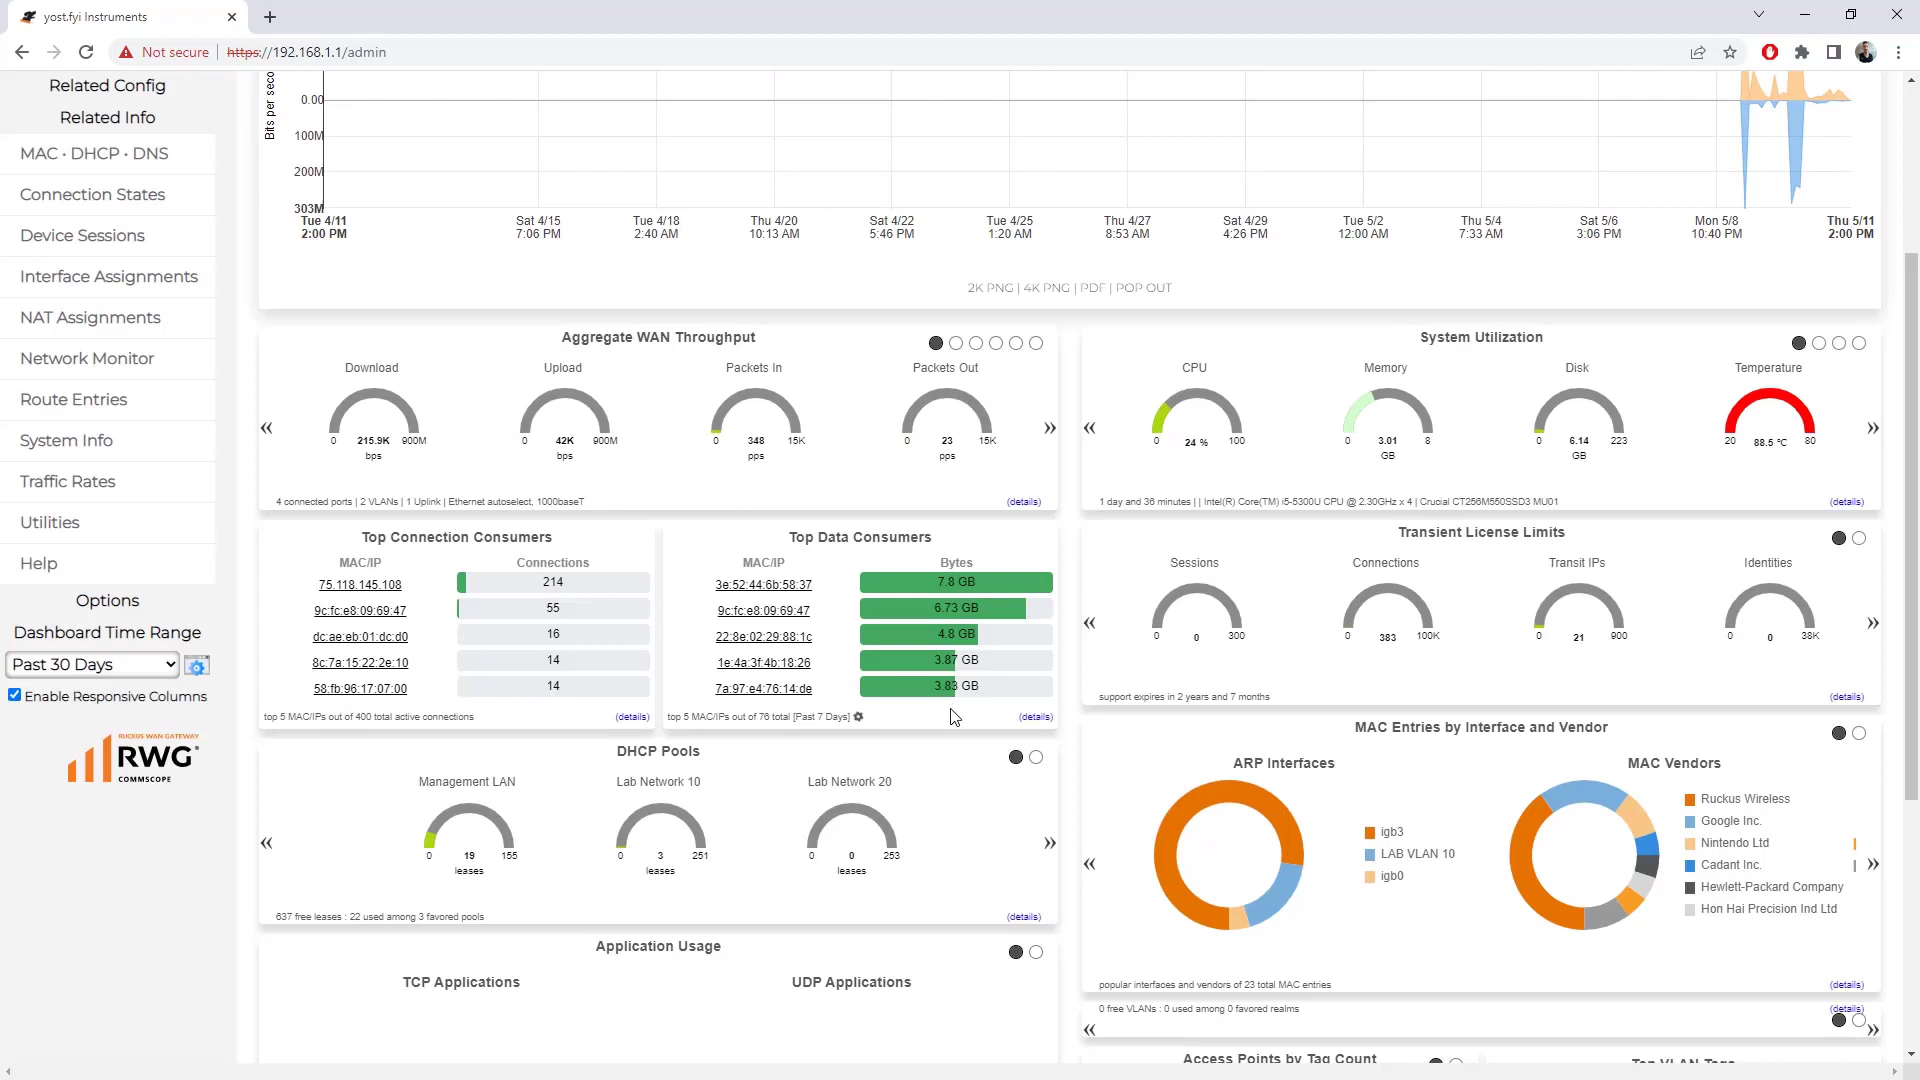 yost.fyi Instruments
Not secure https://192.168.1.1/admin
Related Config
Related Info
MAC · DHCP · DNS
Connection States
Device Sessions
Interface Assignments
NAT Assignments
Network Monitor
Route Entries
System Info
Traffic Rates
Utilities
Help
Options
Dashboard Time Range
Past 30 Days
Enable Responsive Columns
RUCKUS WAN GATEWAY
RWG
COMMSCOPE
Bits per seco
0.00
100M
200M
303M
Tue 4/11 Sat 4/15 Tue 4/18 Thu 4/20 Sat 4/22 Tue 4/25 Thu 4/27 Sat 4/29 Tue 5/2 Thu 5/4 Sat 5/6 Mon 5/8 Thu 5/11
2:00 PM 7:06 PM 2:40 AM 10:13 AM 5:46 PM 1:20 AM 8:53 AM 4:26 PM 12:00 AM 7:33 AM 3:06 PM 10:40 PM 2:00 PM
2K PNG | 4K PNG | PDF | POP OUT
Aggregate WAN Throughput
Download Upload Packets In Packets Out
0 215.9K 900M 0 42K 900M 0 348 15K 0 23 15K
bps bps pps pps
4 connected ports | 2 VLANs | 1 Uplink | Ethernet autoselect, 1000baseT (details)
System Utilization
CPU Memory Disk Temperature
0 24 % 100 0 3.01 8 0 6.14 223 20 88.5 °C 80
GB GB
1 day and 36 minutes | | Intel(R) Core(TM) i5-5300U CPU @ 2.30GHz x 4 | Crucial CT256M550SSD3 MU01 (details)
Top Connection Consumers
MAC/IP Connections
75.118.145.108 214
9c:fc:e8:09:69:47 55
dc:ae:eb:01:dc:d0 16
8c:7a:15:22:2e:10 14
58:fb:96:17:07:00 14
top 5 MAC/IPs out of 400 total active connections (details)
Top Data Consumers
MAC/IP Bytes
3e:52:44:6b:58:37 7.8 GB
9c:fc:e8:09:69:47 6.73 GB
22:8e:02:29:88:1c 4.8 GB
1e:4a:3f:4b:18:26 3.87 GB
7a:97:e4:76:14:de 3.83 GB
top 5 MAC/IPs out of 76 total [Past 7 Days] (details)
Transient License Limits
Sessions Connections Transit IPs Identities
0 0 300 0 383 100K 0 21 900 0 0 38K
support expires in 2 years and 7 months (details)
DHCP Pools
Management LAN Lab Network 10 Lab Network 20
0 19 155 0 3 251 0 0 253
leases leases leases
637 free leases : 22 used among 3 favored pools (details)
MAC Entries by Interface and Vendor
ARP Interfaces MAC Vendors
igb3
LAB VLAN 10
igb0
Ruckus Wireless
Google Inc.
Nintendo Ltd
Cadant Inc.
Hewlett-Packard Company
Hon Hai Precision Ind Ltd
popular interfaces and vendors of 23 total MAC entries (details)
Application Usage
TCP Applications UDP Applications
0 free VLANs : 0 used among 0 favored realms (details)
Access Points by Tag Count
Top VLAN Tags